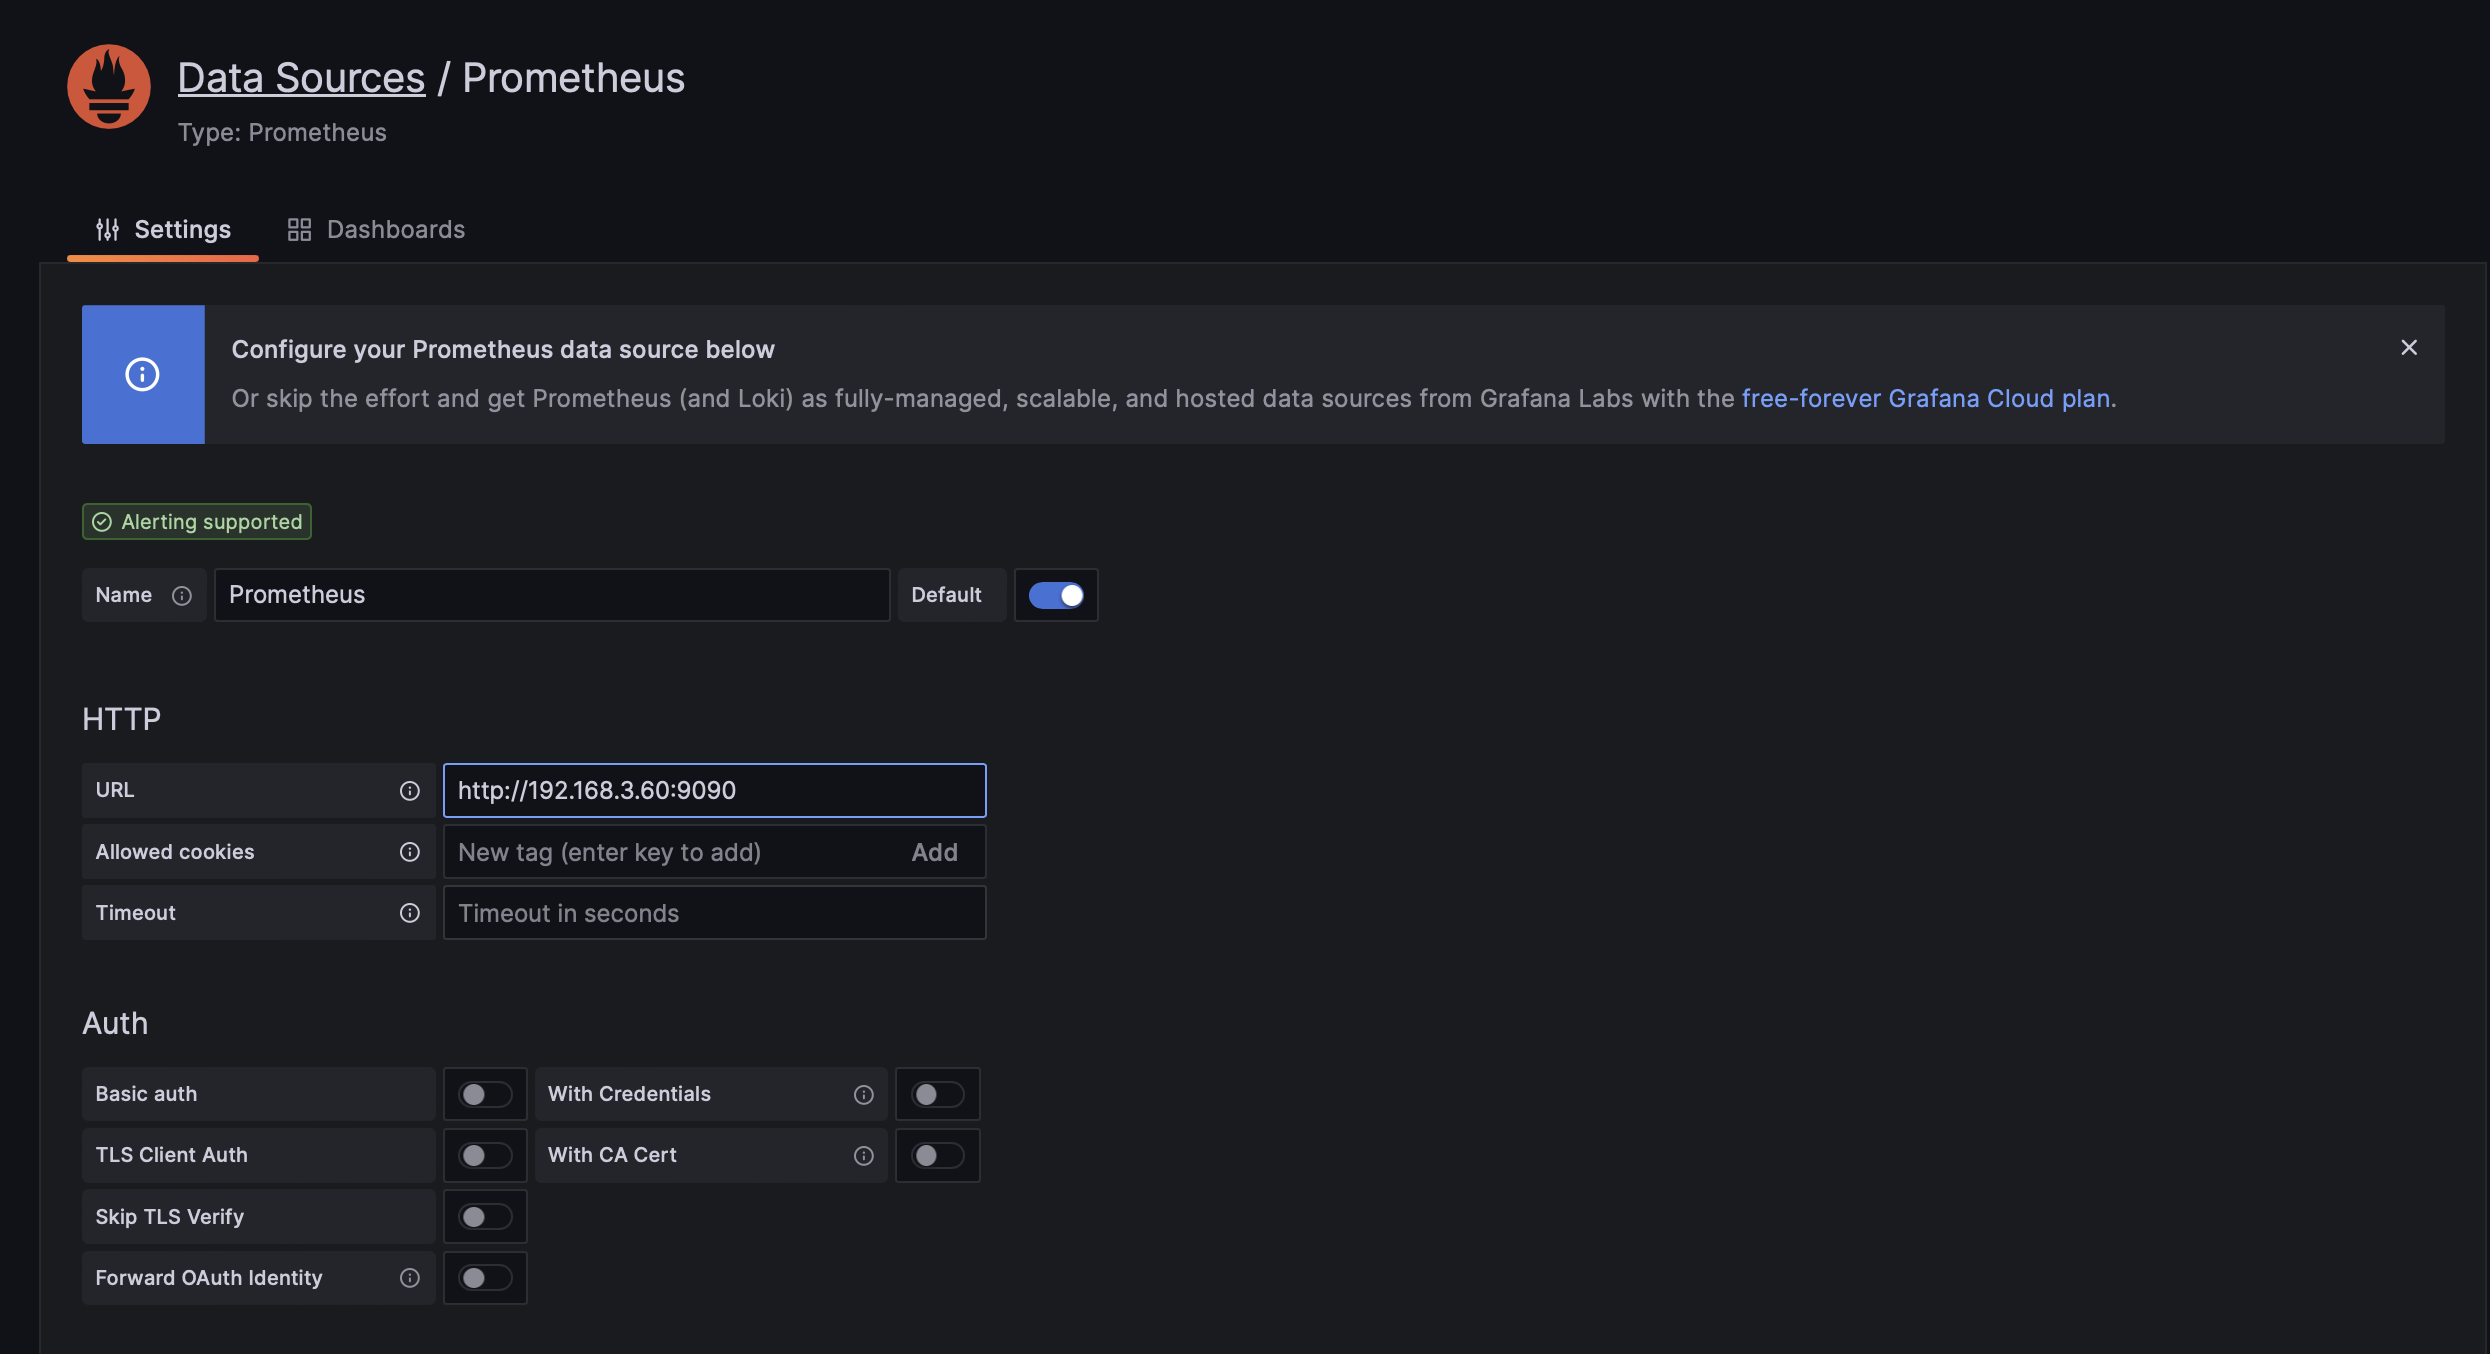 Data Sources / Prometheus
Type: Prometheus
Settings
Dashboards
Configure your Prometheus data source below
Or skip the effort and get Prometheus (and Loki) as fully-managed, scalable, and hosted data sources from Grafana Labs with the free-forever Grafana Cloud plan.
Alerting supported
Name Prometheus Default
HTTP
URL http://192.168.3.60:9090
Allowed cookies New tag (enter key to add) Add
Timeout Timeout in seconds
Auth
Basic auth With Credentials
TLS Client Auth With CA Cert
Skip TLS Verify
Forward OAuth Identity